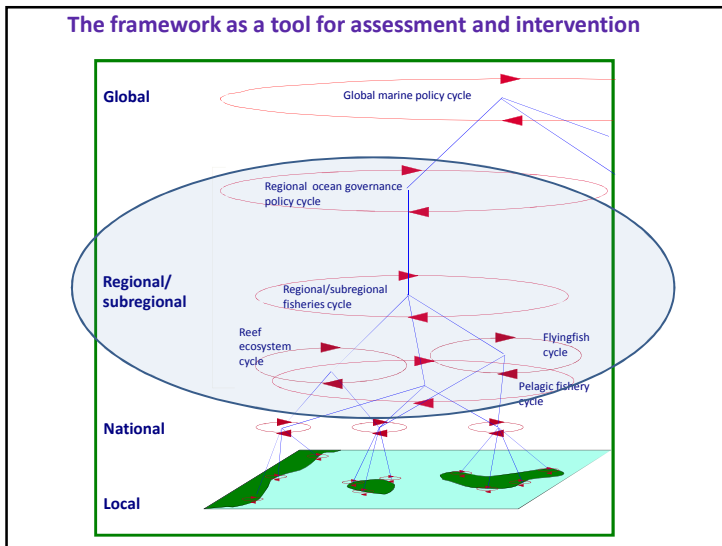 The framework as a tool for assessment and intervention
Global
Global marine policy cycle
Regional ocean governance
policy cycle
Regional/
subregional
Regional/subregional
fisheries cycle
Reef
ecosystem
cycle
Flyingfish
cycle
Pelagic fishery
cycle
National
Local